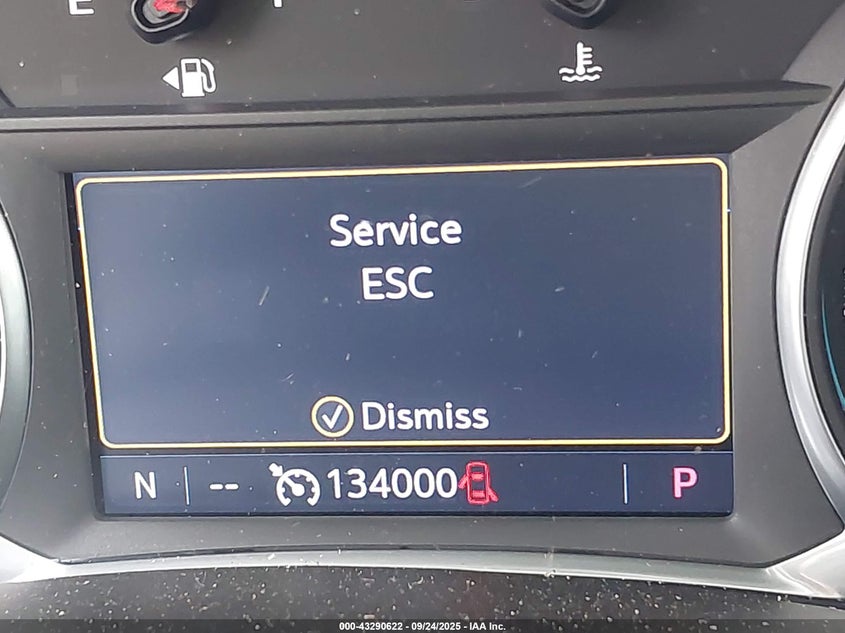 E
Service
ESC
Dismiss
N -- 134000 P
000-43290622 - 09/24/2025 - IAA Inc.